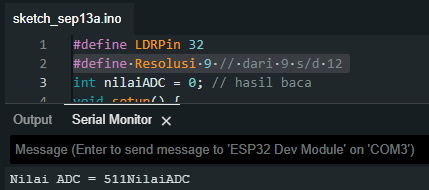 sketch_sep13a.ino
1 #define LDRPin 32
2 #define·Resolusi·9·//·dari·9·s/d·12
3 int nilaiADC = 0; // hasil baca
4 void setup() {
Output Serial Monitor ×
Message (Enter to send message to 'ESP32 Dev Module' on 'COM3')
Nilai ADC = 511NilaiADC